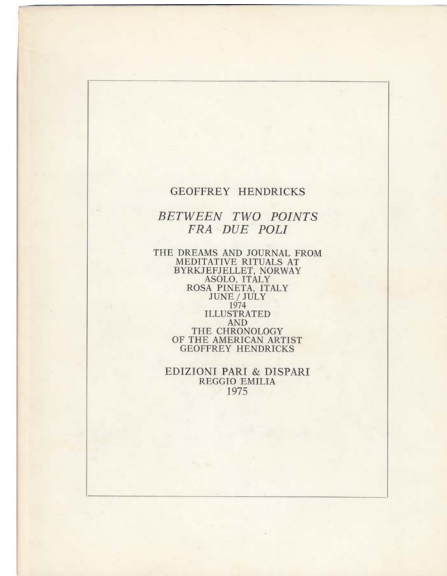 GEOFFREY HENDRICKS
BETWEEN TWO POINTS
FRA DUE POLI
THE DREAMS AND JOURNAL FROM
MEDITATIVE RITUALS AT
BYRKJEFJELLET, NORWAY
ASOLO, ITALY
ROSA PINETA, ITALY
JUNE / JULY
1974
ILLUSTRATED
AND
THE CHRONOLOGY
OF THE AMERICAN ARTIST
GEOFFREY HENDRICKS
EDIZIONI PARI & DISPARI
REGGIO EMILIA
1975